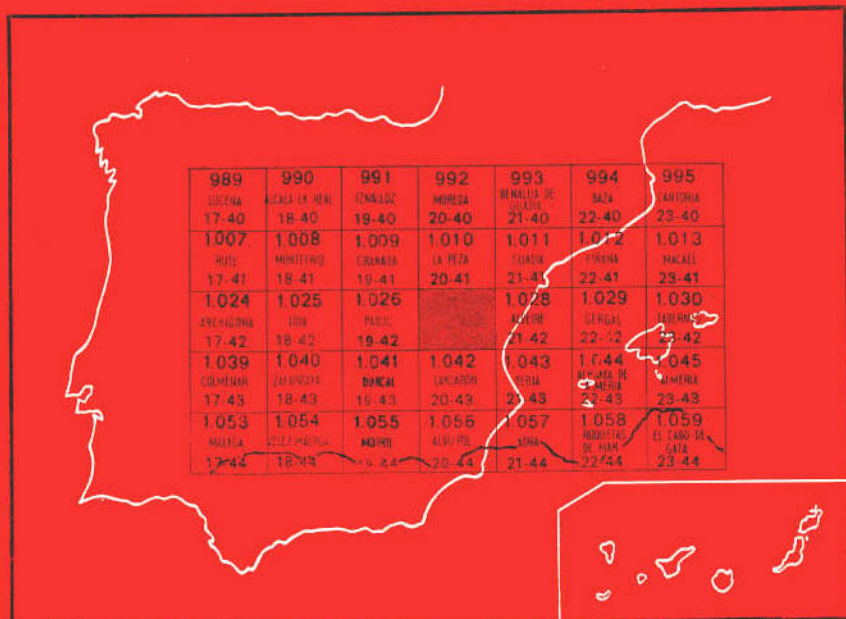 989 990 991 992 993 994 995
LUCENA ALCALA LA REAL IZNALLOZ MOREDA BENALUA DE GUADIX BAZA CANTORIA
17-40 18-40 19-40 20-40 21-40 22-40 23-40
1.007 1.008 1.009 1.010 1.011 1.012 1.013
RUTE MONTEFRIO GRANADA LA PEZA GUADIX FIÑANA MACAEL
17-41 18-41 19-41 20-41 21-41 22-41 23-41
1.024 1.025 1.026 1.028 1.029 1.030
ARCHIDONA LOJA PADUL ALDEIRE GERGAL TABERNAS
17-42 18-42 19-42 21-42 22-42 23-42
1.039 1.040 1.041 1.042 1.043 1.044 1.045
COLMENAR ZAFARRAYA DURCAL LANJARON BERJA ALHAMA DE ALMERIA ALMERIA
17-43 18-43 19-43 20-43 21-43 22-43 23-43
1.053 1.054 1.055 1.056 1.057 1.058 1.059
MALAGA VELEZ-MALAGA MOTRIL ALBUÑOL ADRA ROQUETAS DE MAR EL CABO DE GATA
17-44 18-44 19-44 20-44 21-44 22-44 23-44